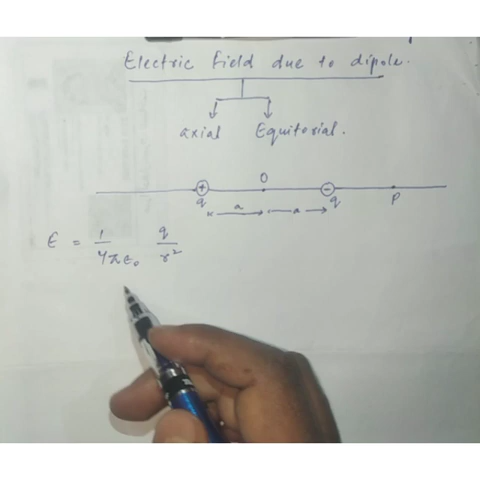 Electric field due to dipole.
axial Equitorial.
+ O −
q q P
a a
E = 1/4πε₀ q/r²